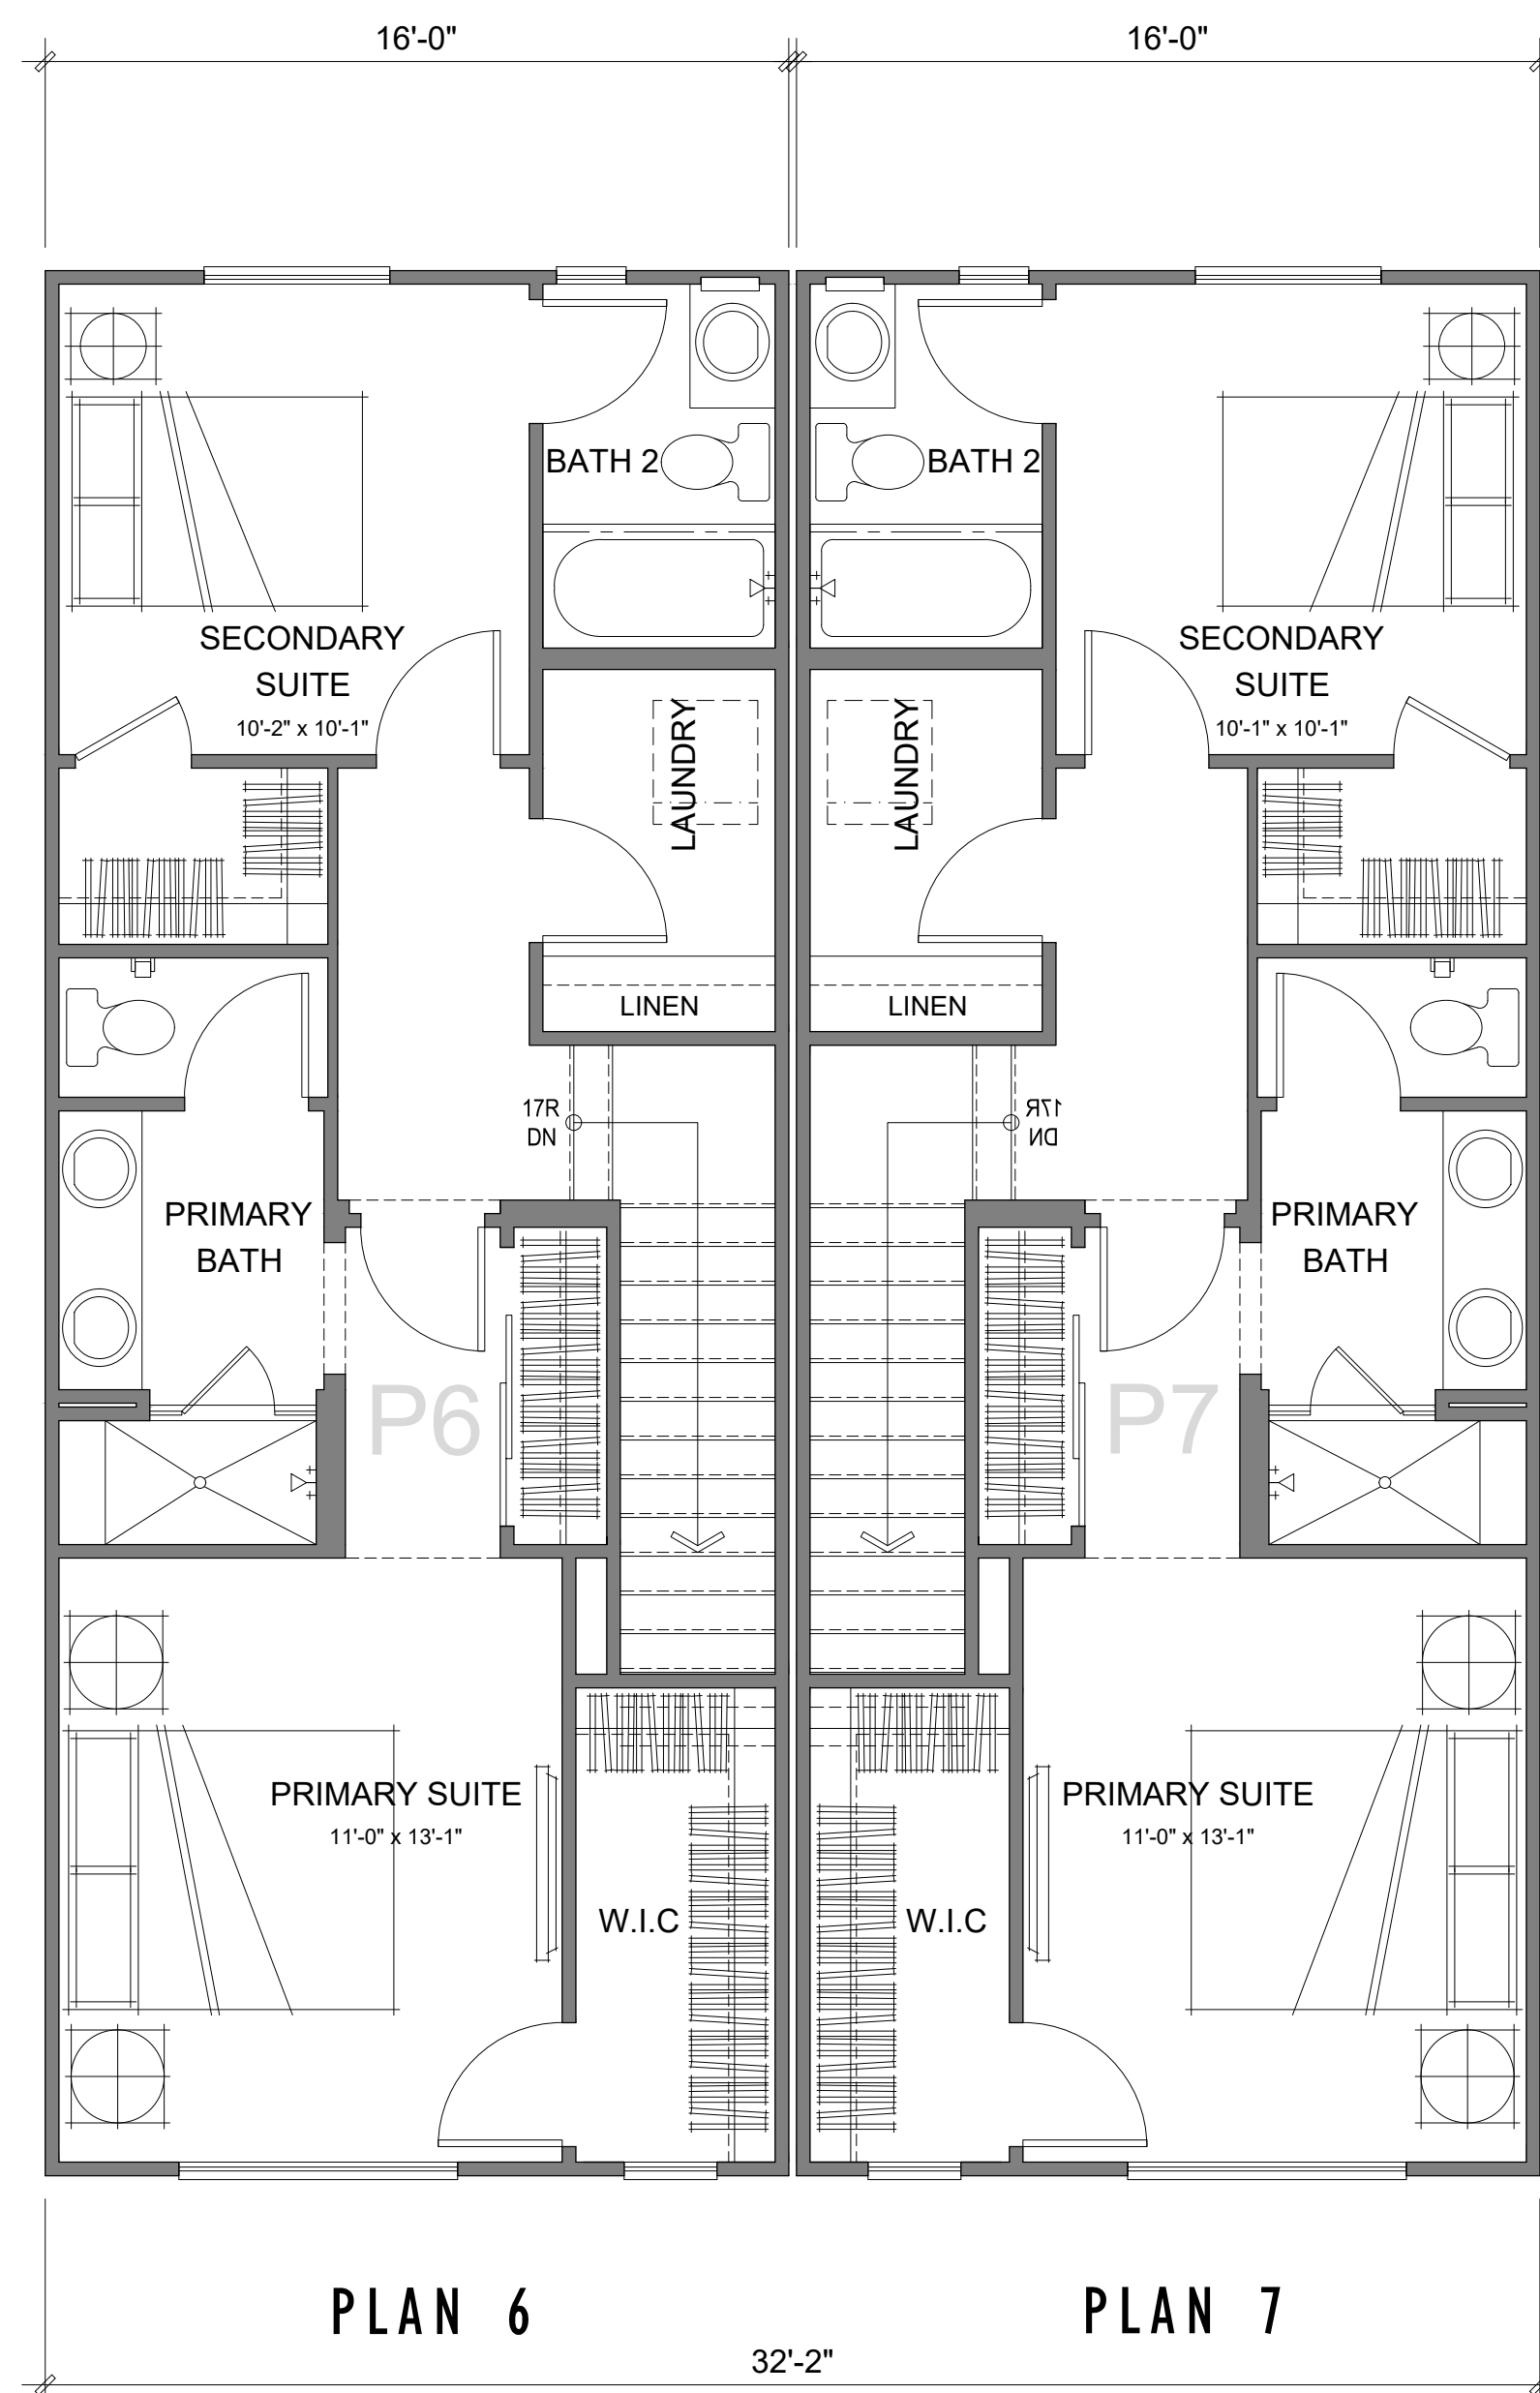 16'-0" 16'-0"
BATH 2 BATH 2
SECONDARY SECONDARY
SUITE SUITE
10'-2" x 10'-1" 10'-1" x 10'-1"
LAUNDRY LAUNDRY
LINEN LINEN
17R 17R
DN DN
PRIMARY PRIMARY
BATH BATH
P6 P7
PRIMARY SUITE PRIMARY SUITE
11'-0" x 13'-1" 11'-0" x 13'-1"
W.I.C W.I.C
PLAN 6 PLAN 7
32'-2"